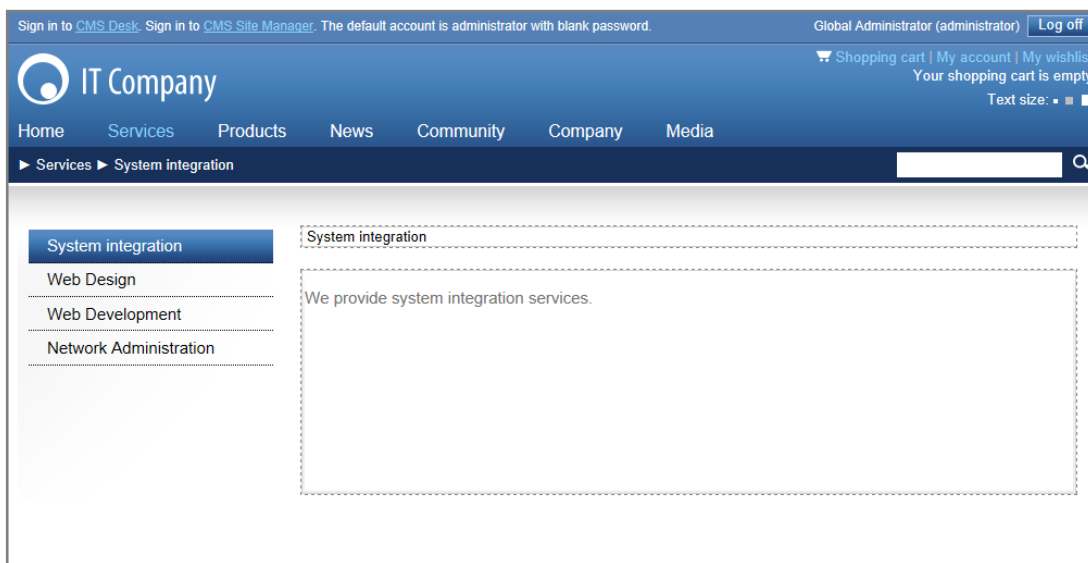 Sign in to CMS Desk. Sign in to CMS Site Manager. The default account is administrator with blank password. Global Administrator (administrator) Log off
Shopping cart | My account | My wishlis
IT Company
Your shopping cart is empty
Text size:
Home Services Products News Community Company Media
► Services ► System integration
System integration
Web Design
Web Development
Network Administration
System integration
We provide system integration services.